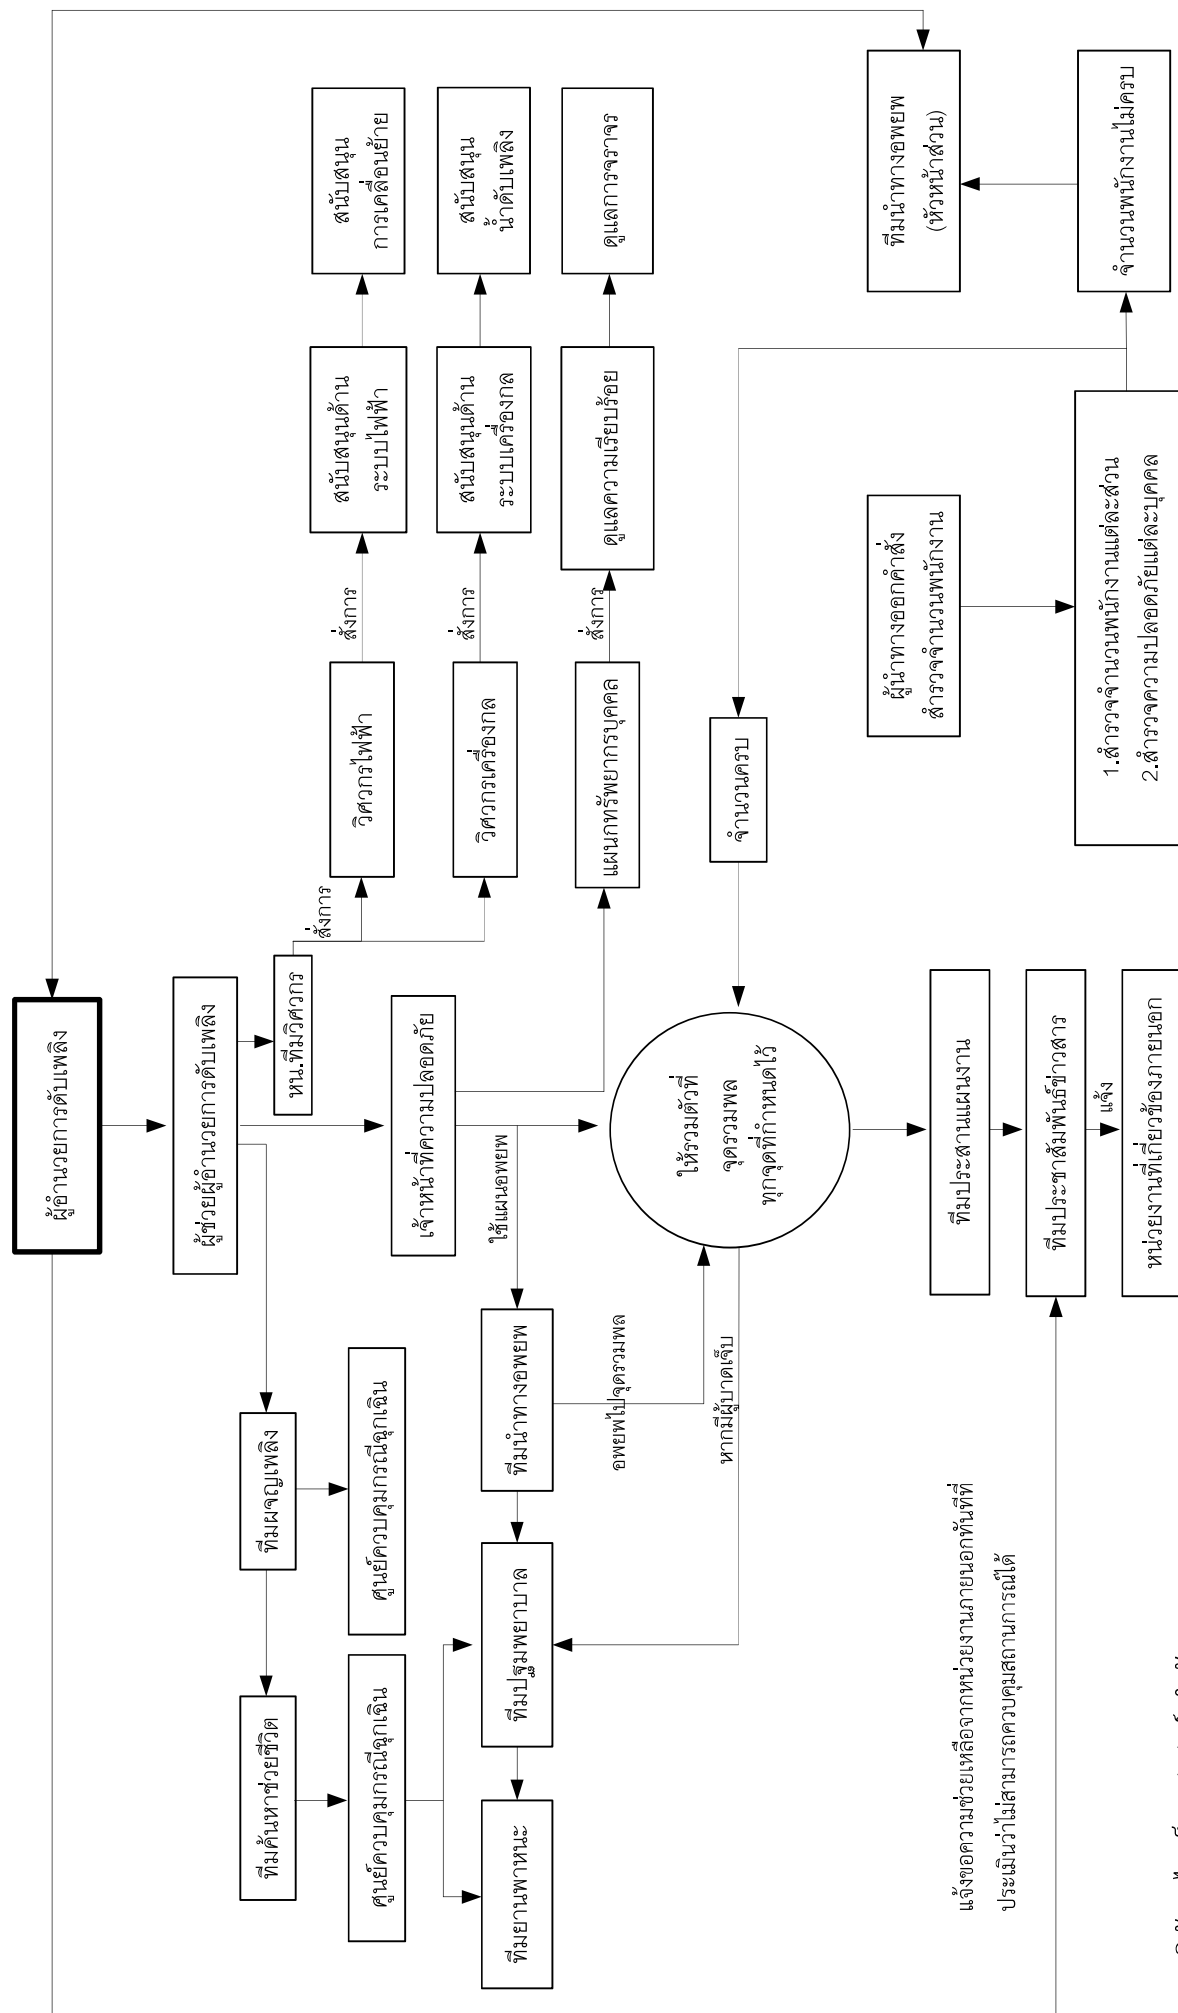 ผู้อำนวยการดับเพลิง
ผู้ช่วยผู้อำนวยการดับเพลิง
หน.ทีมวิศวกร
สั่งการ
วิศวกรไฟฟ้า
สั่งการ
สนับสนุนด้าน
ระบบไฟฟ้า
สนับสนุน
การเคลื่อนย้าย
วิศวกรเครื่องกล
สั่งการ
สนับสนุนด้าน
ระบบเครื่องกล
สนับสนุน
น้ำดับเพลิง
ทีมค้นหาช่วยชีวิต
ทีมผจญเพลิง
ศูนย์ควบคุมกรณีฉุกเฉิน
ศูนย์ควบคุมกรณีฉุกเฉิน
เจ้าหน้าที่ความปลอดภัย
ใช้แผนอพยพ
แผนกทรัพยากรบุคคล
สั่งการ
ดูแลความเรียบร้อย
ดูแลการจราจร
ทีมยานพาหนะ
ทีมปฐมพยาบาล
ทีมนำทางอพยพ
อพยพไปจุดรวมพล
หากมีผู้บาดเจ็บ
ให้รวมตัวที่
จุดรวมพล
ทุกจุดที่กำหนดไว้
จำนวนครบ
ผู้นำทางออกคำสั่ง
สำรวจจำนวนพนักงาน
ทีมนำทางอพยพ
(หัวหน้าส่วน)
1.สำรวจจำนวนพนักงานแต่ละส่วน
2.สำรวจความปลอดภัยแต่ละบุคคล
จำนวนพนักงานไม่ครบ
ทีมประสานแผนงาน
ทีมประชาสัมพันธ์ข่าวสาร
แจ้ง
หน่วยงานที่เกี่ยวข้องภายนอก
แจ้งขอความช่วยเหลือจากหน่วยงานภายนอกทันทีที่
ประเมินว่าไม่สามารถควบคุมสถานการณ์ได้